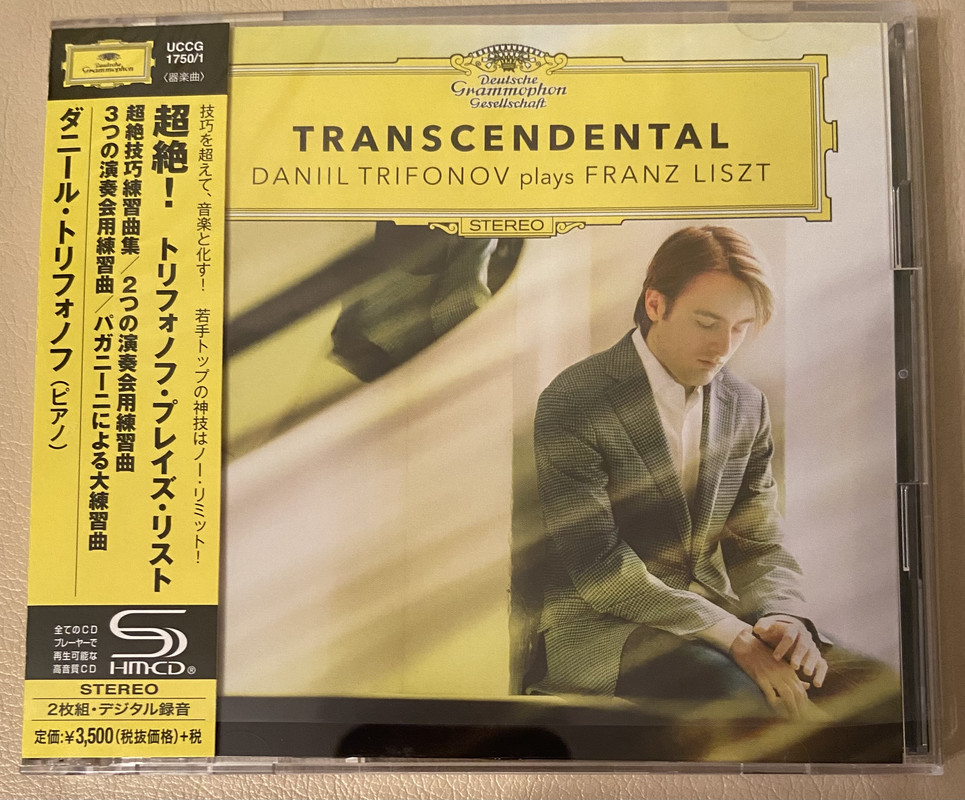 Deutsche
Grammophon
UCCG
1750/1
〈器楽曲〉
技巧を超えて、音楽と化す! 若手トップの神技はノー・リミット!
超絶! トリフォノフ・プレイズ・リスト
超絶技巧練習曲集/2つの演奏会用練習曲
3つの演奏会用練習曲/パガニーニによる大練習曲
ダニール・トリフォノフ(ピアノ)
全てのCD
プレーヤーで
再生可能な
高音質CD
SHM-CD®
STEREO
2枚組・デジタル録音
定価:¥3,500(税抜価格)+税
Deutsche
Grammophon
Gesellschaft
TRANSCENDENTAL
DANIIL TRIFONOV plays FRANZ LISZT
STEREO